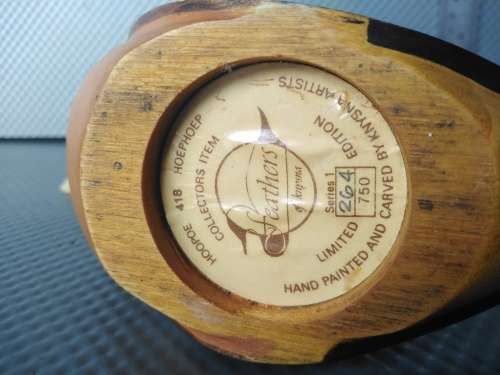 HOOPOE 418 HOEPHOEP
COLLECTORS ITEM
Feathers
of knysna
Series 1
LIMITED EDITION
264
750
HAND PAINTED AND CARVED BY KNYSNA ARTISTS